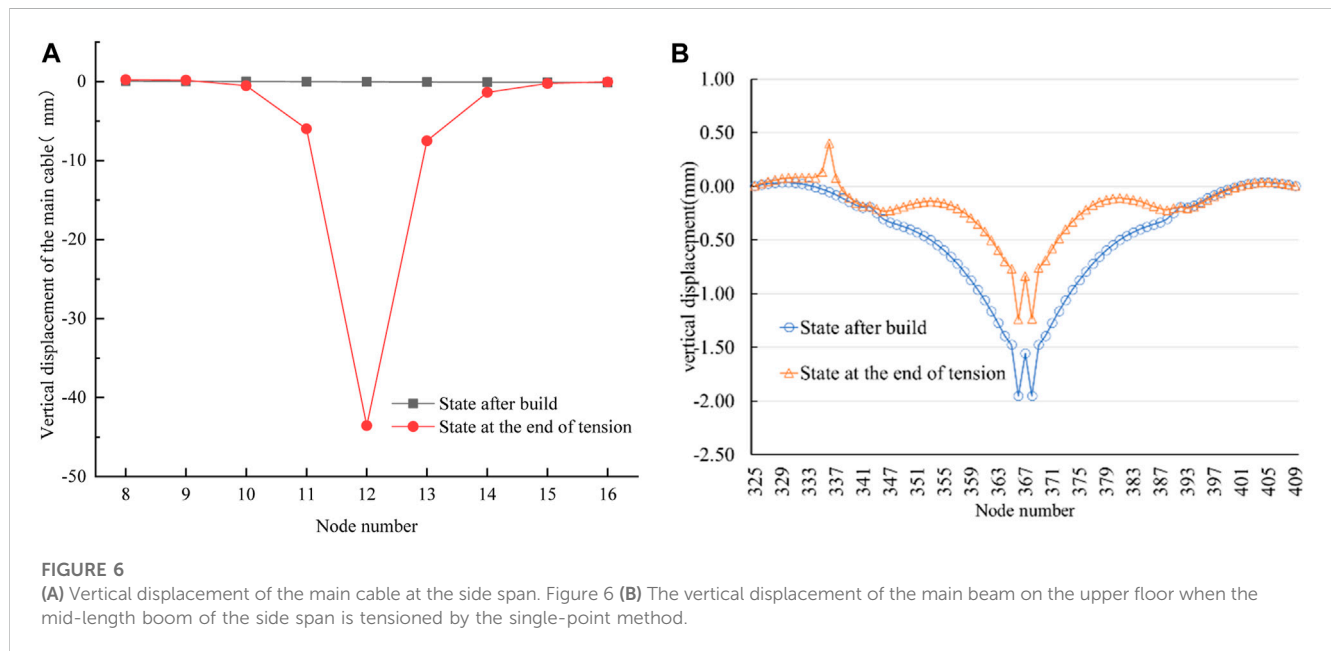 A
Vertical displacement of the main cable( mm)
0
-10
-20
-30
-40
-50
8 9 10 11 12 13 14 15 16
Node number
State after build
State at the end of tension
B
vertical displacement(mm)
1.00
0.50
0.00
-0.50
-1.00
-1.50
-2.00
-2.50
325 329 333 337 341 347 351 355 359 363 367 371 375 379 383 387 393 397 401 405 409
Node number
State after build
State at the end of tension
FIGURE 6
(A) Vertical displacement of the main cable at the side span. Figure 6 (B) The vertical displacement of the main beam on the upper floor when the
mid-length boom of the side span is tensioned by the single-point method.